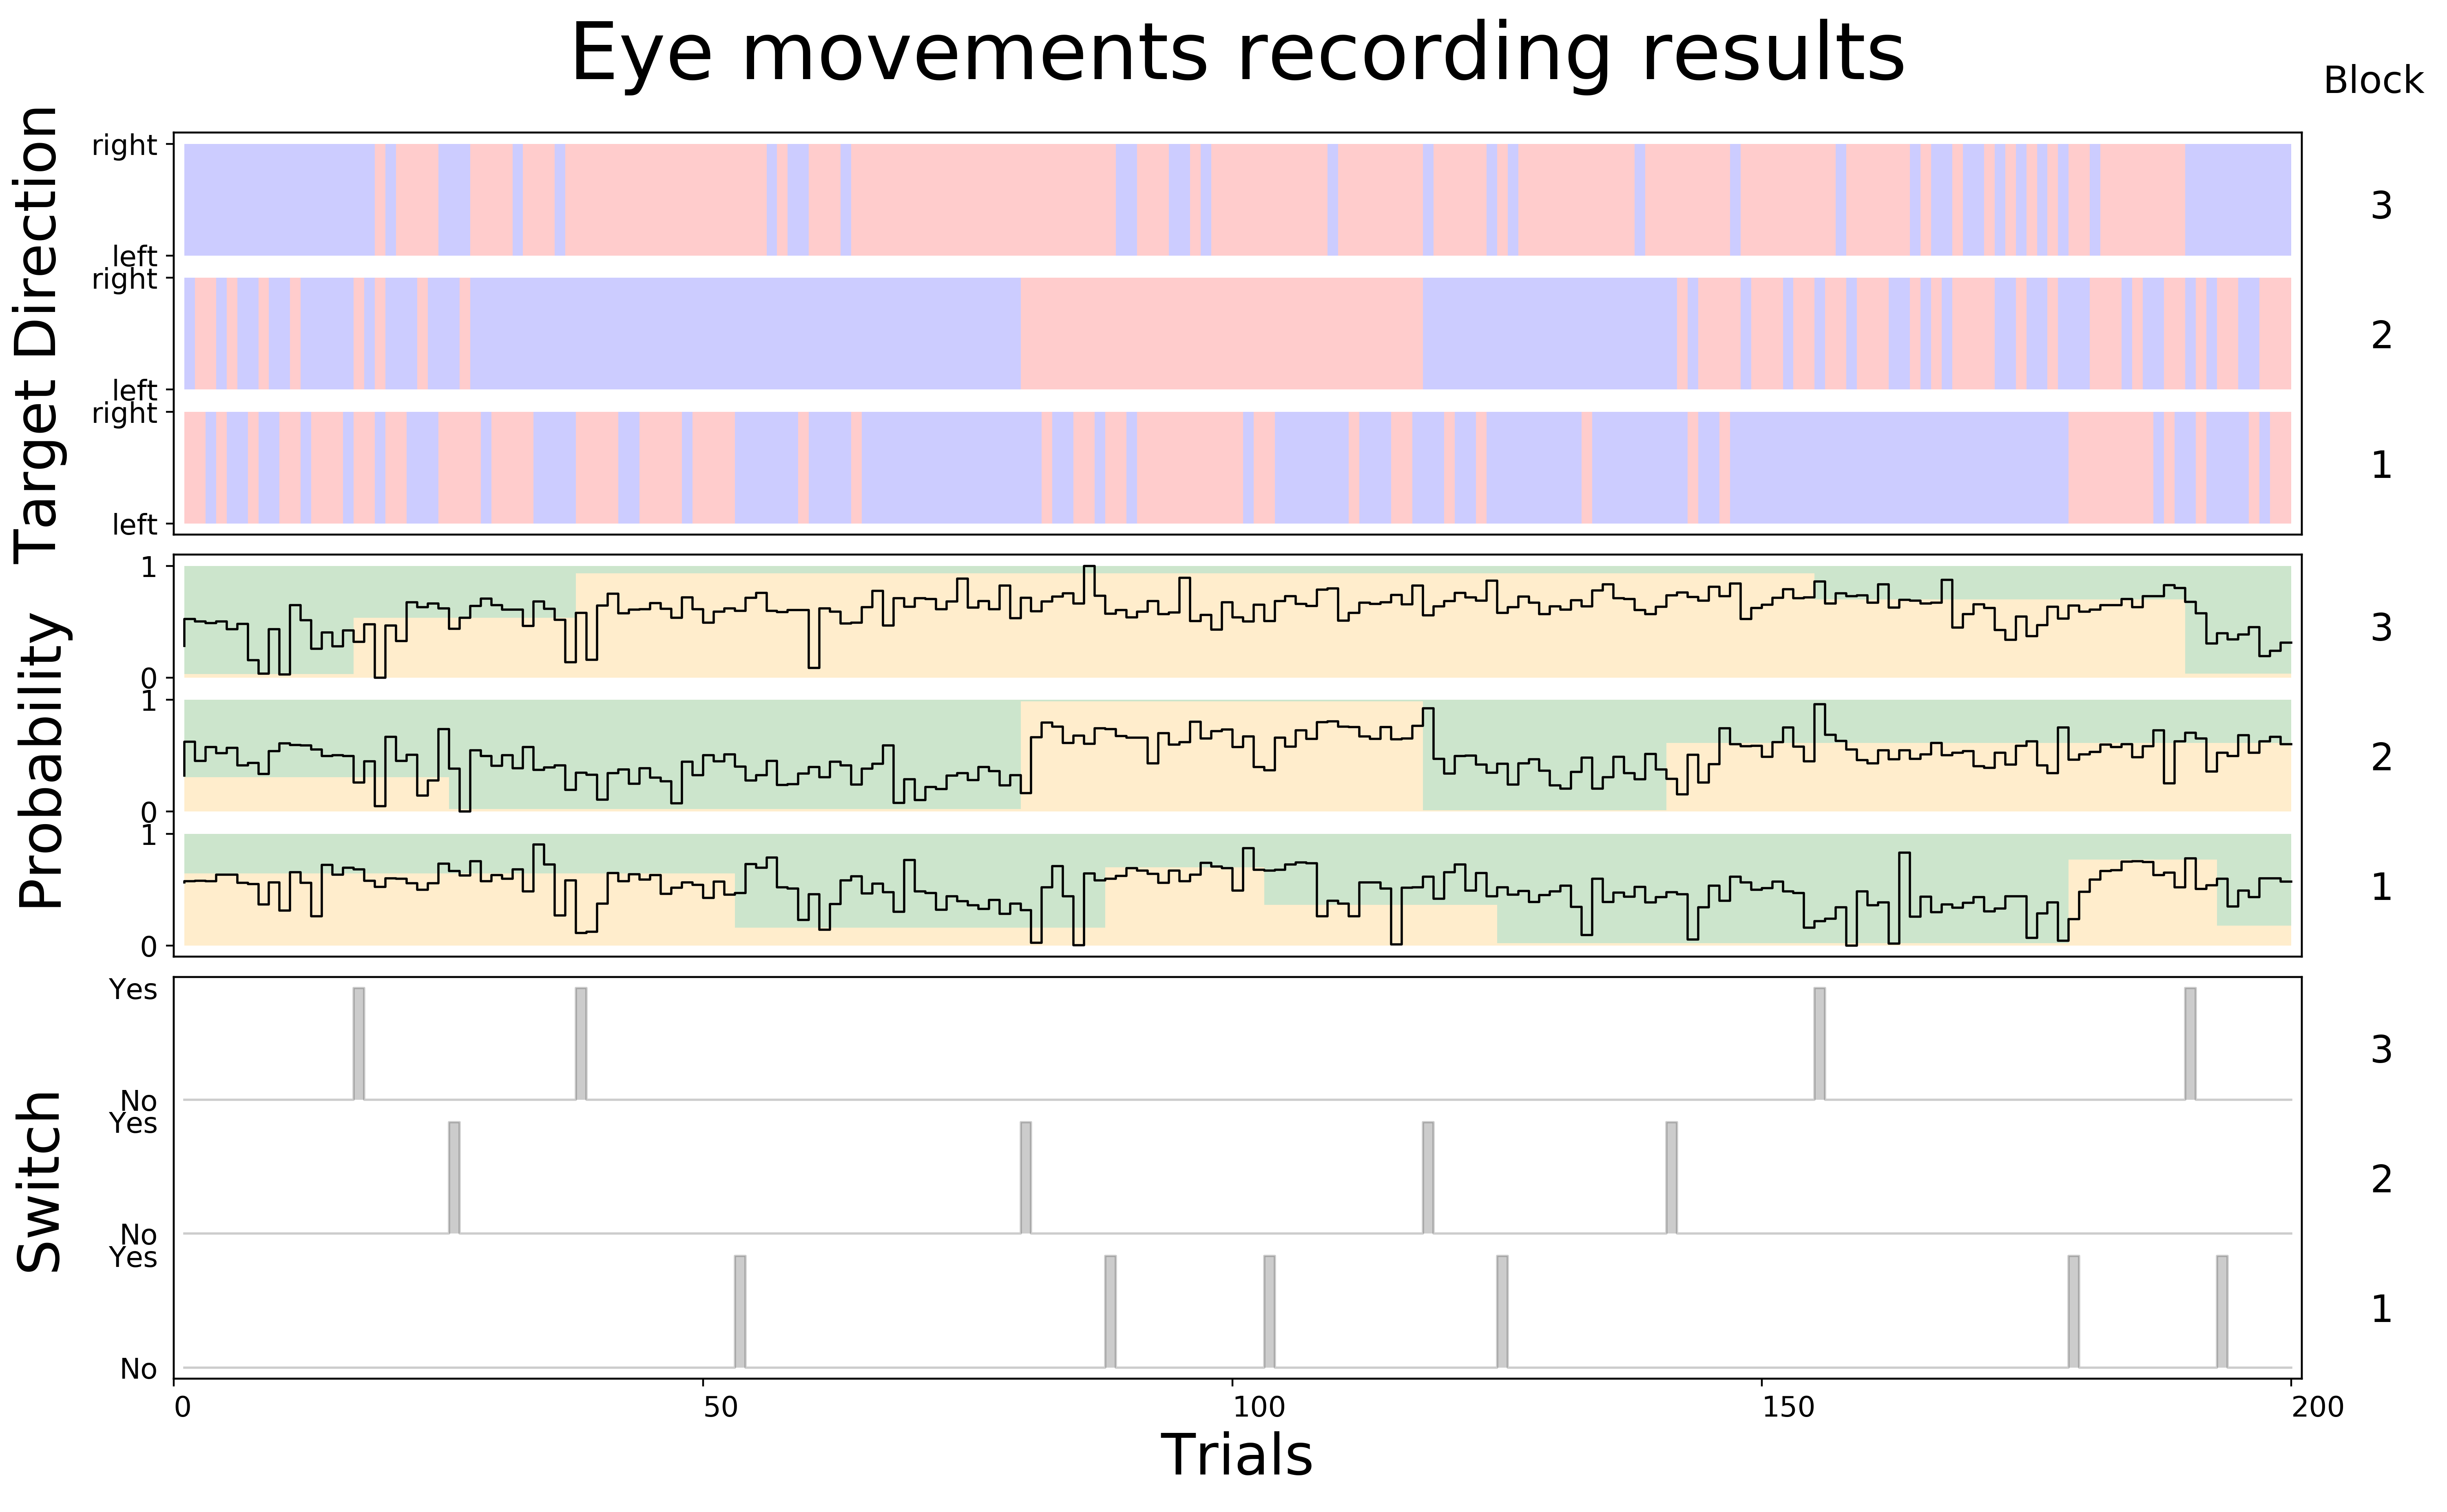 Eye movements recording results
Block
Target Direction
right
left
3
right
left
2
right
left
1
Probability
1
0
3
1
0
2
1
0
1
Switch
Yes
No
3
Yes
No
2
Yes
No
1
0 50 100 150 200
Trials